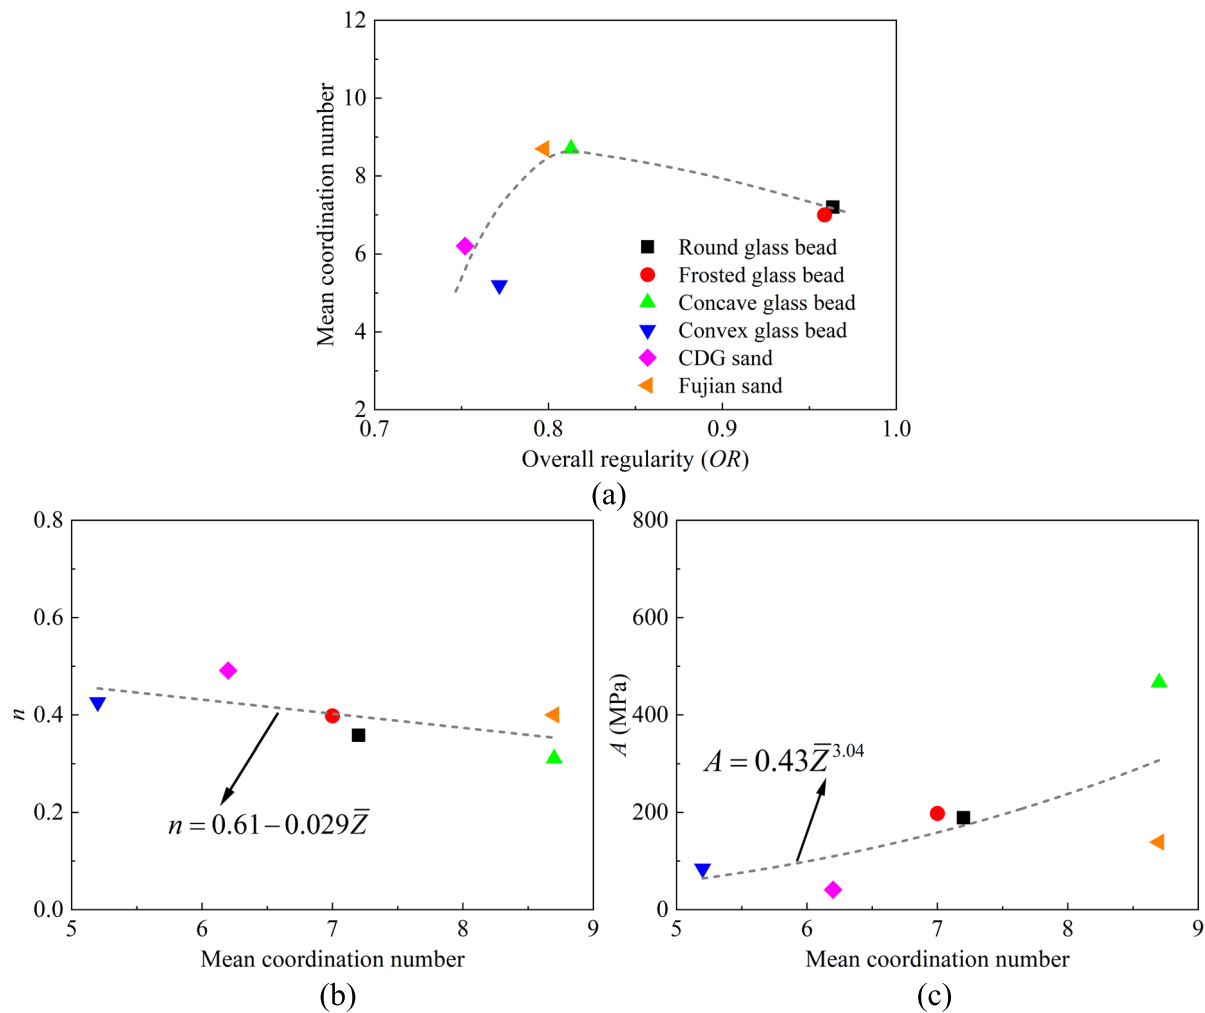 12
10
8
6
4
2
Mean coordination number
Round glass bead
Frosted glass bead
Concave glass bead
Convex glass bead
CDG sand
Fujian sand
0.7 0.8 0.9 1.0
Overall regularity (OR)
(a)
0.8
0.6
0.4
0.2
0.0
n
n = 0.61 − 0.029Z̅
5 6 7 8 9
Mean coordination number
(b)
800
600
400
200
0
A (MPa)
A = 0.43Z̅^3.04
5 6 7 8 9
Mean coordination number
(c)